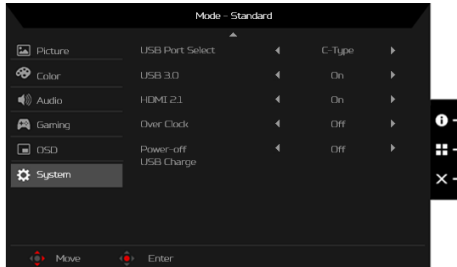 Mode - Standard
Picture
Color
Audio
Gaming
OSD
System
USB Port Select C-Type
USB 3.0 On
HDMI 2.1 On
Over Clock Off
Power-off Off
USB Charge
Move Enter